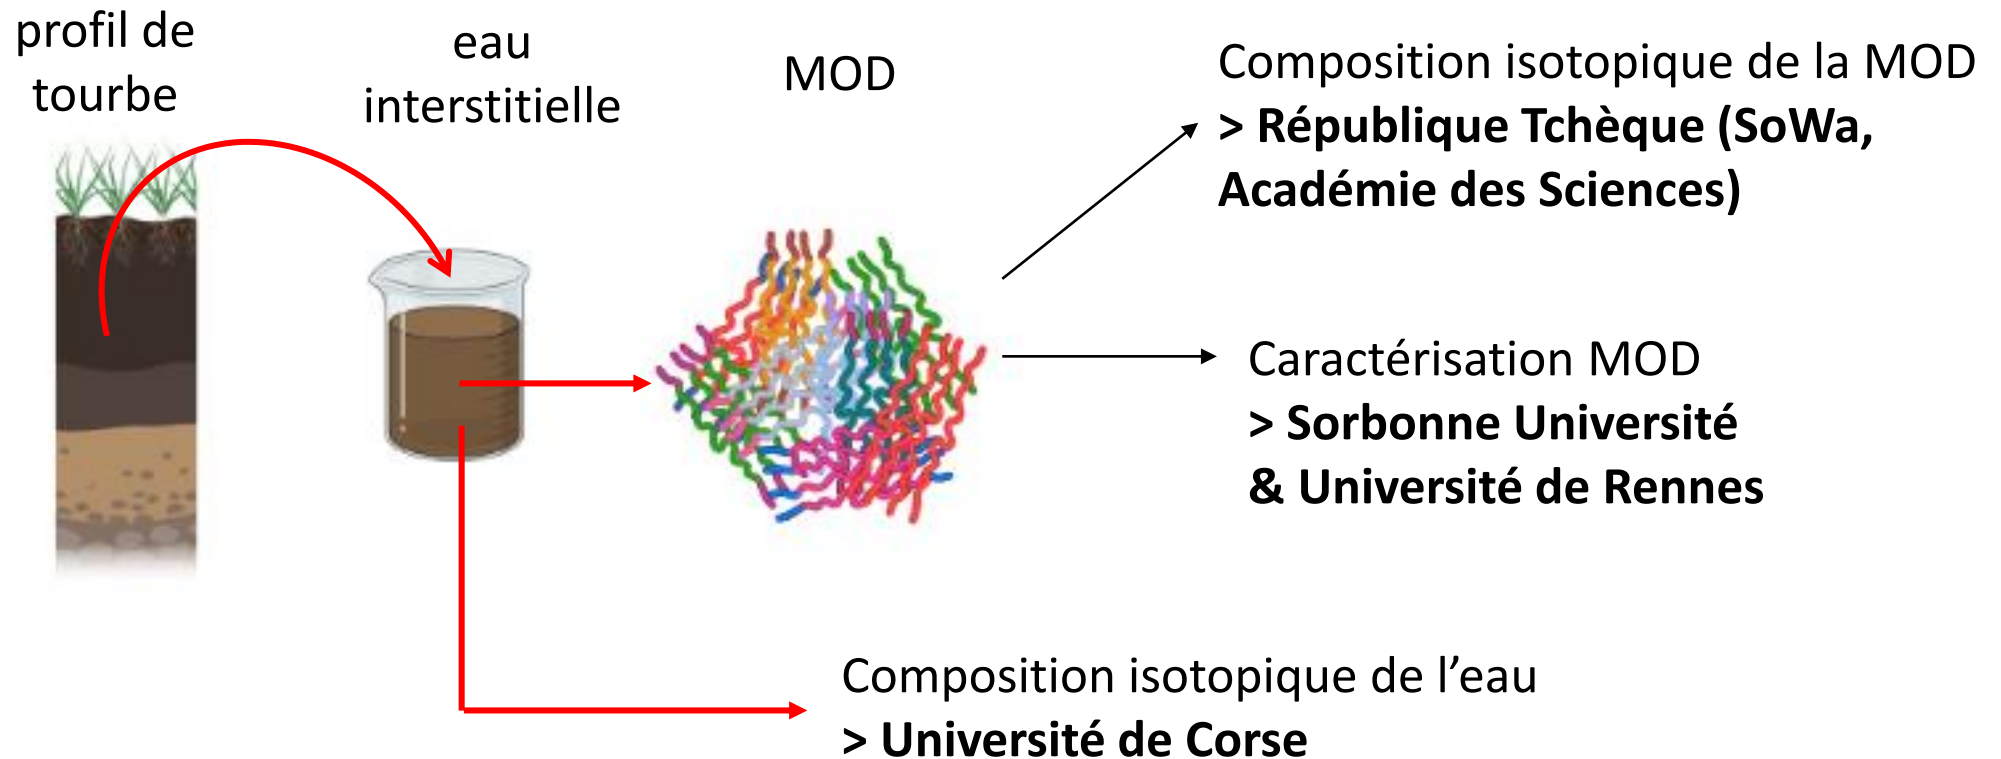 profil de
tourbe
eau
interstitielle
MOD
Composition isotopique de la MOD
> République Tchèque (SoWa,
Académie des Sciences)
Caractérisation MOD
> Sorbonne Université
& Université de Rennes
Composition isotopique de l’eau
> Université de Corse